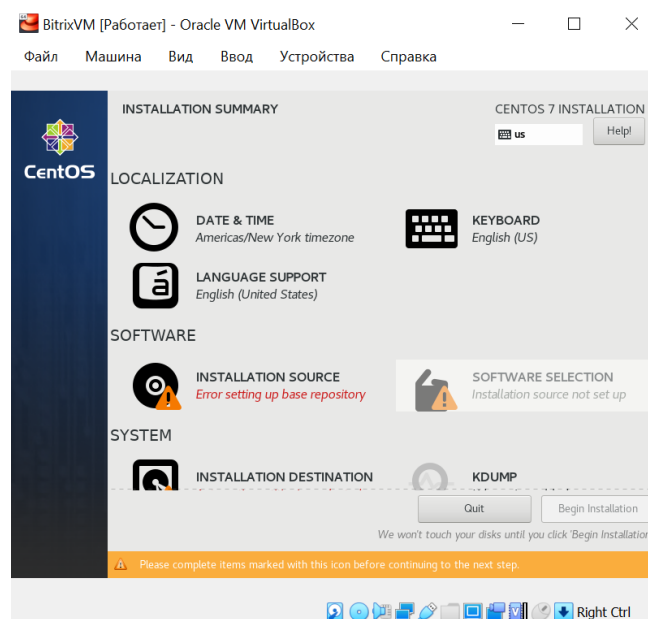 BitrixVM [Работает] - Oracle VM VirtualBox
Файл Машина Вид Ввод Устройства Справка
INSTALLATION SUMMARY
CENTOS 7 INSTALLATION
us
Help!
CentOS
LOCALIZATION
DATE & TIME
Americas/New York timezone
KEYBOARD
English (US)
LANGUAGE SUPPORT
English (United States)
SOFTWARE
INSTALLATION SOURCE
Error setting up base repository
SOFTWARE SELECTION
Installation source not set up
SYSTEM
INSTALLATION DESTINATION
KDUMP
Quit
Begin Installation
We won't touch your disks until you click 'Begin Installation
Please complete items marked with this icon before continuing to the next step.
Right Ctrl